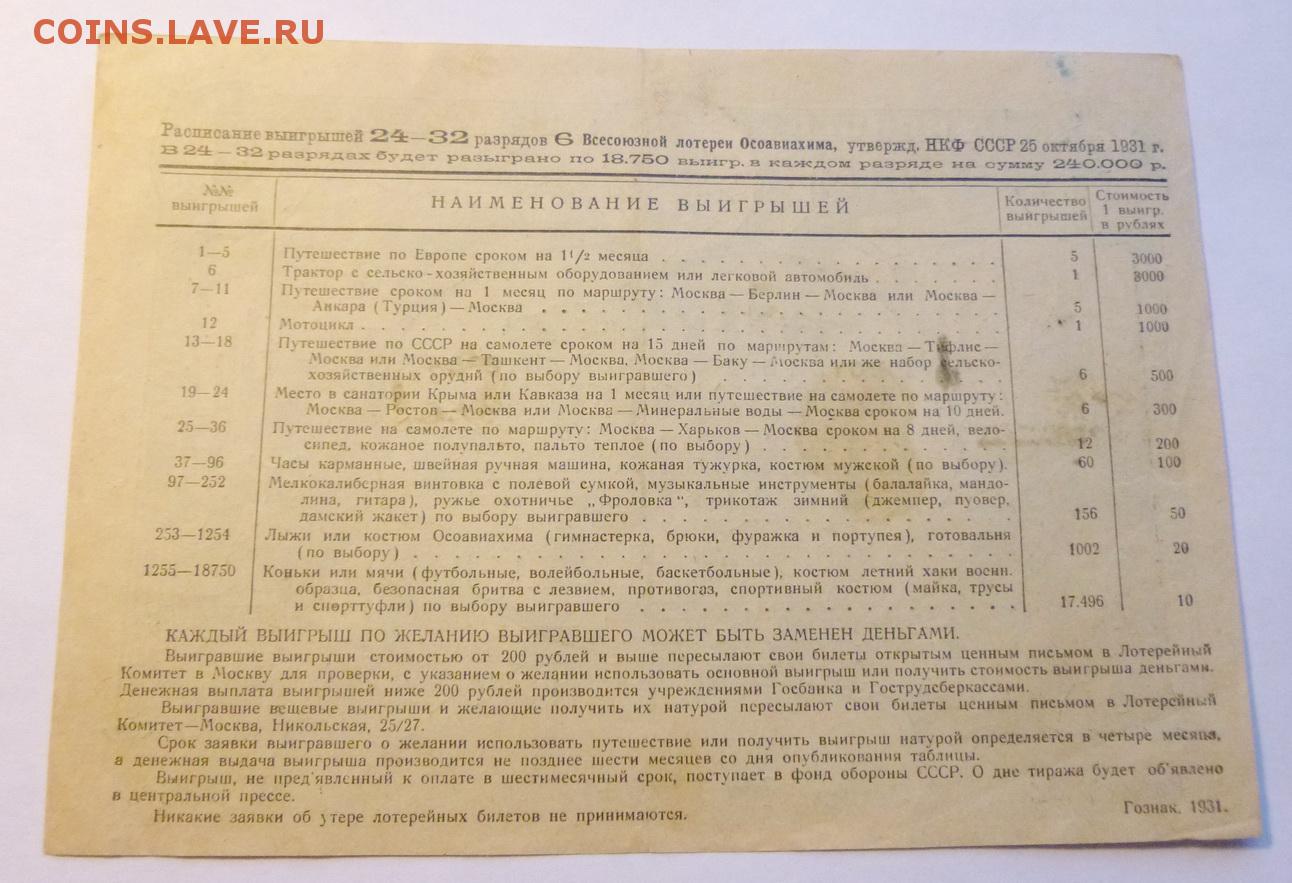 COINS.LAVE.RU
Расписание выигрышей 24—32 разрядов 6 Всесоюзной лотереи Осоавиахима, утвержд. НКФ СССР 25 октября 1931 г.
В 24—32 разрядах будет разыграно по 18.750 выигр. в каждом разряде на сумму 240.000 р.
№№ выигрышей
НАИМЕНОВАНИЕ ВЫИГРЫШЕЙ
Количество выигрышей
Стоимость 1 выигр. в рублях
1—5 Путешествие по Европе сроком на 1 1/2 месяца 5 3000
6 Трактор с сельско-хозяйственным оборудованием или легковой автомобиль 1 3000
7—11 Путешествие сроком на 1 месяц по маршруту: Москва—Берлин—Москва или Москва—
Анкара (Турция)—Москва 5 1000
12 Мотоцикл 1 1000
13—18 Путешествие по СССР на самолете сроком на 15 дней по маршрутам: Москва—Тифлис—
Москва или Москва—Ташкент—Москва, Москва—Баку—Москва или же набор сельско-
хозяйственных орудий (по выбору выигравшего) 6 500
19—24 Место в санатории Крыма или Кавказа на 1 месяц или путешествие на самолете по маршруту:
Москва—Ростов—Москва или Москва—Минеральные воды—Москва сроком на 10 дней. 6 300
25—36 Путешествие на самолете по маршруту: Москва—Харьков—Москва сроком на 8 дней, вело-
сипед, кожаное полупальто, пальто теплое (по выбору) 12 200
37—96 Часы карманные, швейная ручная машина, кожаная тужурка, костюм мужской (по выбору). 60 100
97—252 Мелкокалиберная винтовка с полевой сумкой, музыкальные инструменты (балалайка, мандо-
лина, гитара), ружье охотничье „Фроловка“, трикотаж зимний (джемпер, пуовер,
дамский жакет) по выбору выигравшего 156 50
253—1254 Лыжи или костюм Осоавиахима (гимнастерка, брюки, фуражка и портупея), готовальня
(по выбору) 1002 20
1255—18750 Коньки или мячи (футбольные, волейбольные, баскетбольные), костюм летний хаки военн.
образца, безопасная бритва с лезвием, противогаз, спортивный костюм (майка, трусы
и спорттуфли) по выбору выигравшего 17.496 10
КАЖДЫЙ ВЫИГРЫШ ПО ЖЕЛАНИЮ ВЫИГРАВШЕГО МОЖЕТ БЫТЬ ЗАМЕНЕН ДЕНЬГАМИ.
Выигравшие выигрыши стоимостью от 200 рублей и выше пересылают свои билеты открытым ценным письмом в Лотерейный
Комитет в Москву для проверки, с указанием о желании использовать основной выигрыш или получить стоимость выигрыша деньгами.
Денежная выплата выигрышей ниже 200 рублей производится учреждениями Госбанка и Гострудсберкассами.
Выигравшие вещевые выигрыши и желающие получить их натурой пересылают свои билеты ценным письмом в Лотерейный
Комитет—Москва, Никольская, 25/27.
Срок заявки выигравшего о желании использовать путешествие или получить выигрыш натурой определяется в четыре месяца,
а денежная выдача выигрыша производится не позднее шести месяцев со дня опубликования таблицы.
Выигрыш, не пред'явленный к оплате в шестимесячный срок, поступает в фонд обороны СССР. О дне тиража будет об'явлено
в центральной прессе.
Никакие заявки об утере лотерейных билетов не принимаются.
Гознак. 1931.